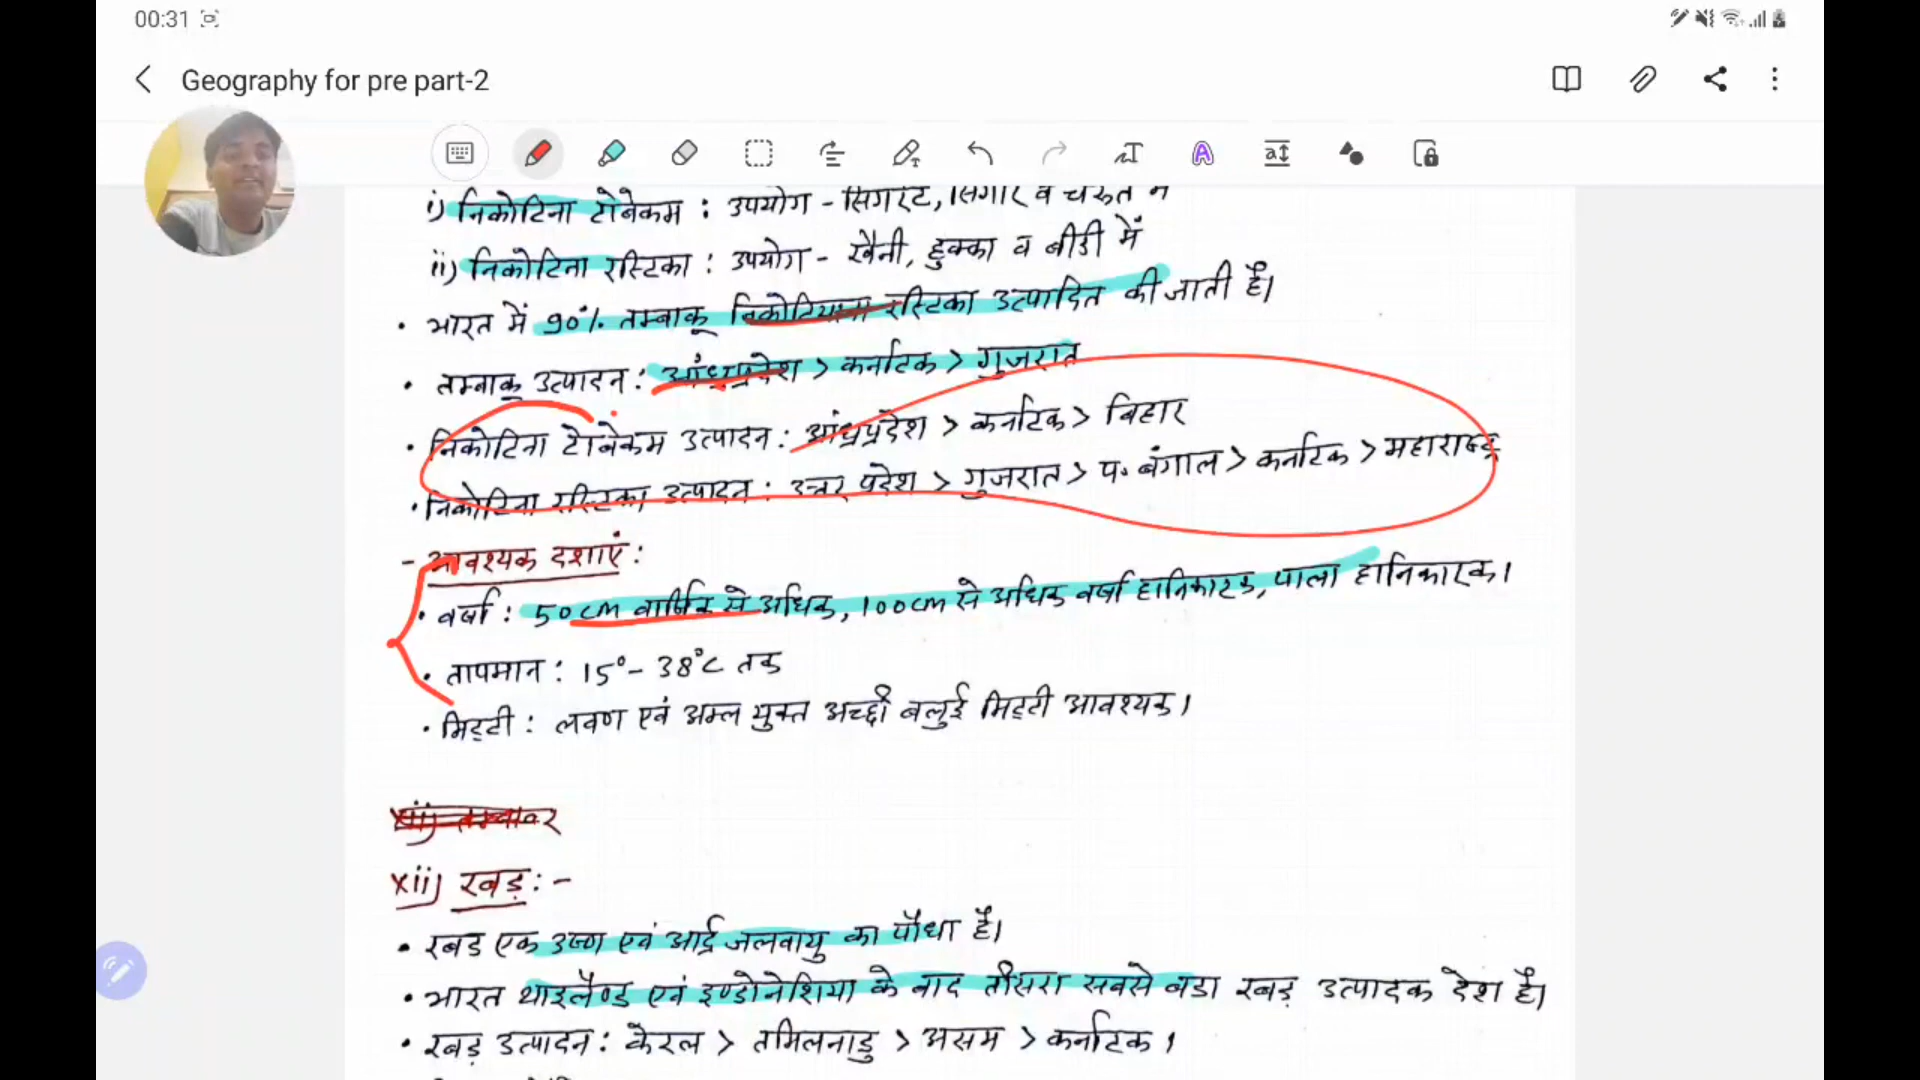 00:31
Geography for pre part-2
i) निकोटिना टोबेकम : उपयोग - सिगरेट, सिगार व चरुत में
ii) निकोटिना रस्टिका : उपयोग - खैनी, हुक्का व बीडी में
• भारत में 90% तम्बाकू निकोटियाना रस्टिका उत्पादित की जाती है।
• तम्बाकू उत्पादन : आंध्रप्रदेश > कर्नाटक > गुजरात
• निकोटिना टोबेकम उत्पादन : आंध्रप्रदेश > कर्नाटक > बिहार
• निकोटिना रस्टिका उत्पादन : उत्तर प्रदेश > गुजरात > प. बंगाल > कर्नाटक > महाराष्ट्र
- आवश्यक दशाएं :
• वर्षा : 50cm वार्षिक से अधिक, 100cm से अधिक वर्षा हानिकारक, पाला हानिकारक।
• तापमान : 15° - 38°C तक
• मिट्टी : लवण एवं अम्ल युक्त अच्छी बलुई मिट्टी आवश्यक।
xii) रबड़ :-
• रबड एक उष्ण एवं आर्द्र जलवायु का पौधा है।
• भारत थाइलैण्ड एवं इण्डोनेशिया के बाद तीसरा सबसे बडा रबड़ उत्पादक देश है।
• रबड़ उत्पादन : केरल > तमिलनाडु > असम > कर्नाटक।